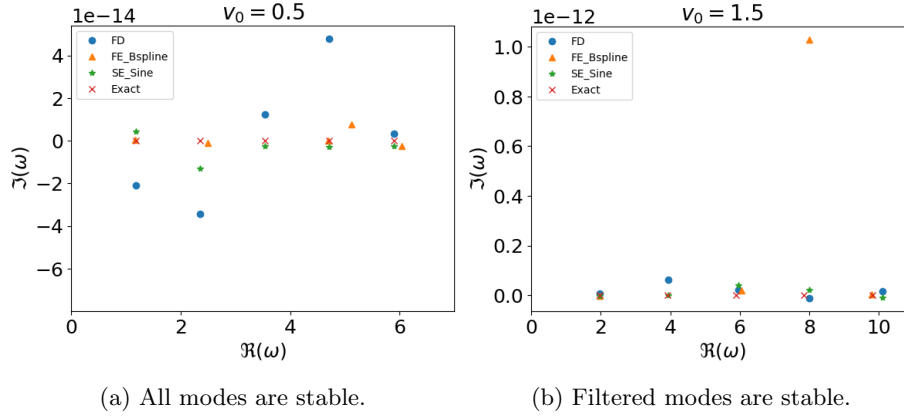 v₀ = 0.5
1e−14
FD
FE_Bspline
SE_Sine
Exact
4
2
0
−2
−4
−6
ℑ(ω)
0 2 4 6
ℜ(ω)
(a) All modes are stable.
v₀ = 1.5
1e−12
FD
FE_Bspline
SE_Sine
Exact
1.0
0.8
0.6
0.4
0.2
0.0
ℑ(ω)
0 2 4 6 8 10
ℜ(ω)
(b) Filtered modes are stable.